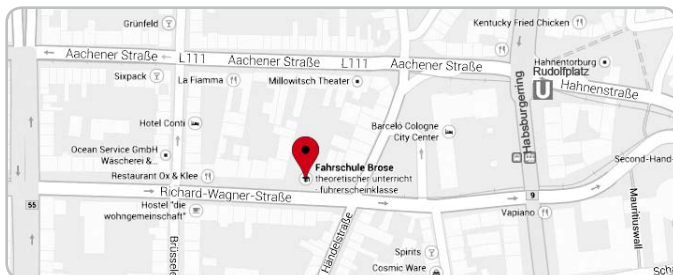 Grünfeld
Kentucky Fried Chicken
Aachener Straße
L111
Aachener Straße
L111
Aachener Straße
Hahnentorburg
Rudolfplatz
U
Hahnenstraße
Sixpack
La Fiamma
Millowitsch Theater
Habsburgerring
Hotel Conti
Barcelo Cologne
City Center
Ocean Service GmbH
Wäscherei &...
Fahrschule Brose
theoretischer unterricht
- führerscheinklasse
Second-Hand-
Restaurant Ox & Klee
Richard-Wagner-Straße
9
55
Hostel "die
wohngemeinschaft"
Vapiano
Mauritiuswall
Händelstraße
Brüssele
Spirits
Cosmic Ware
Sch